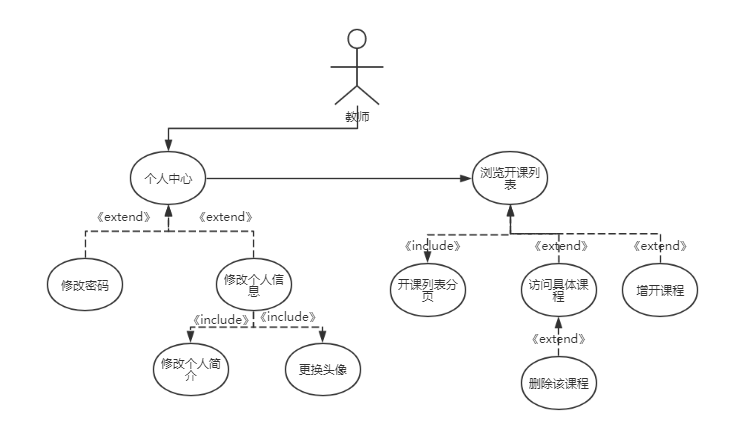 教师
个人中心
浏览开课列
表
《extend》
《extend》
《include》
《extend》
《extend》
修改密码
修改个人信
息
开课列表分
页
访问具体课
程
增开课程
《include》
《include》
《extend》
修改个人简
介
更换头像
删除该课程